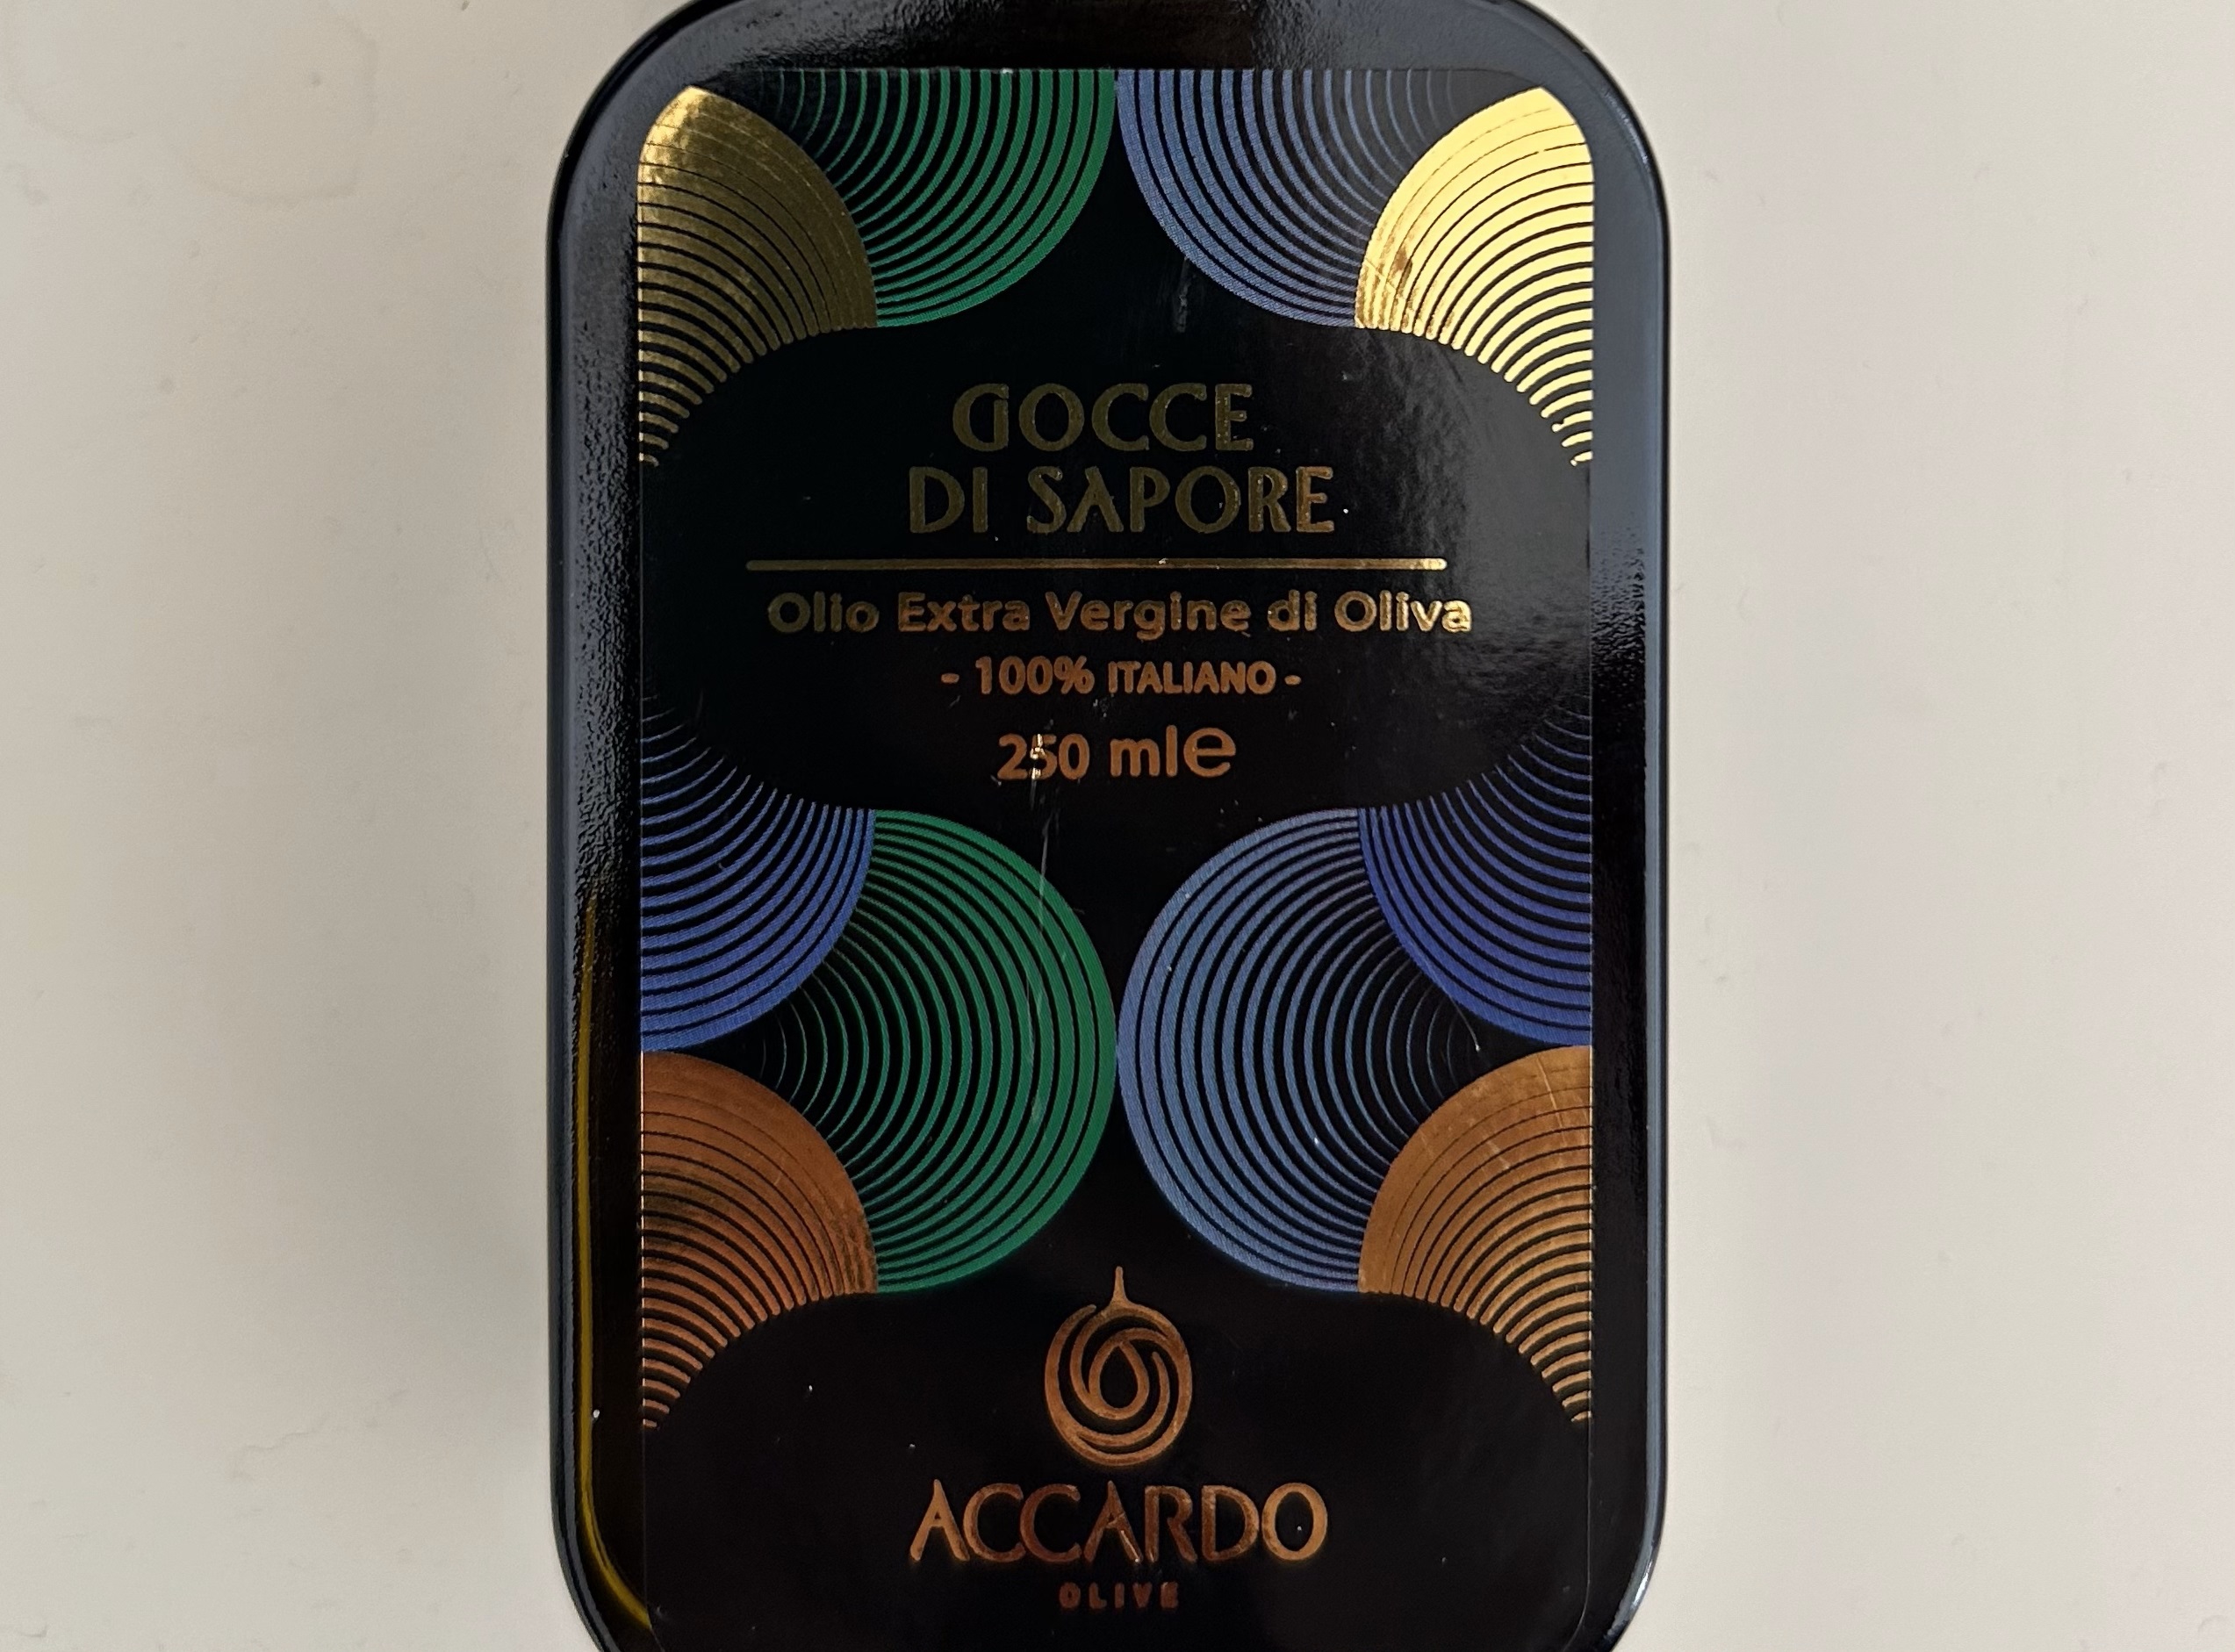 GOCCE
DI SAPORE
Olio Extra Vergine di Oliva
- 100% ITALIANO -
250 ml e
ACCARDO
OLIVE